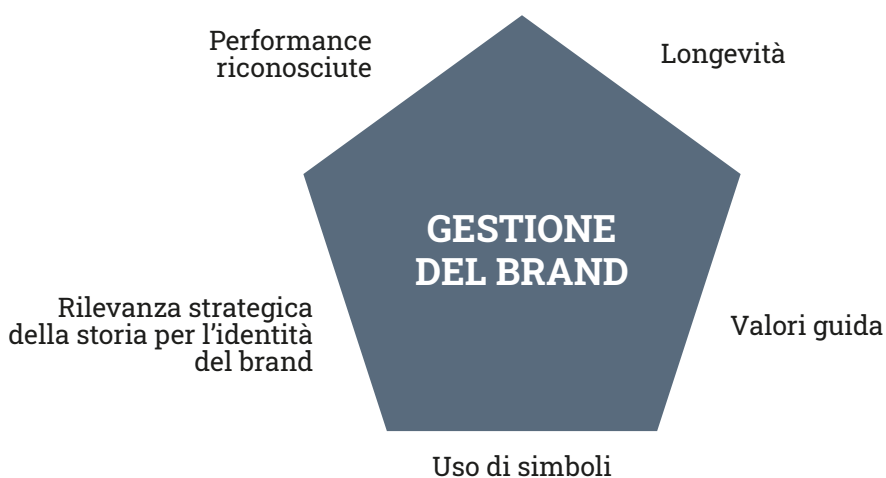 Performance
riconosciute
Longevità
GESTIONE
DEL BRAND
Rilevanza strategica
della storia per l’identità
del brand
Valori guida
Uso di simboli